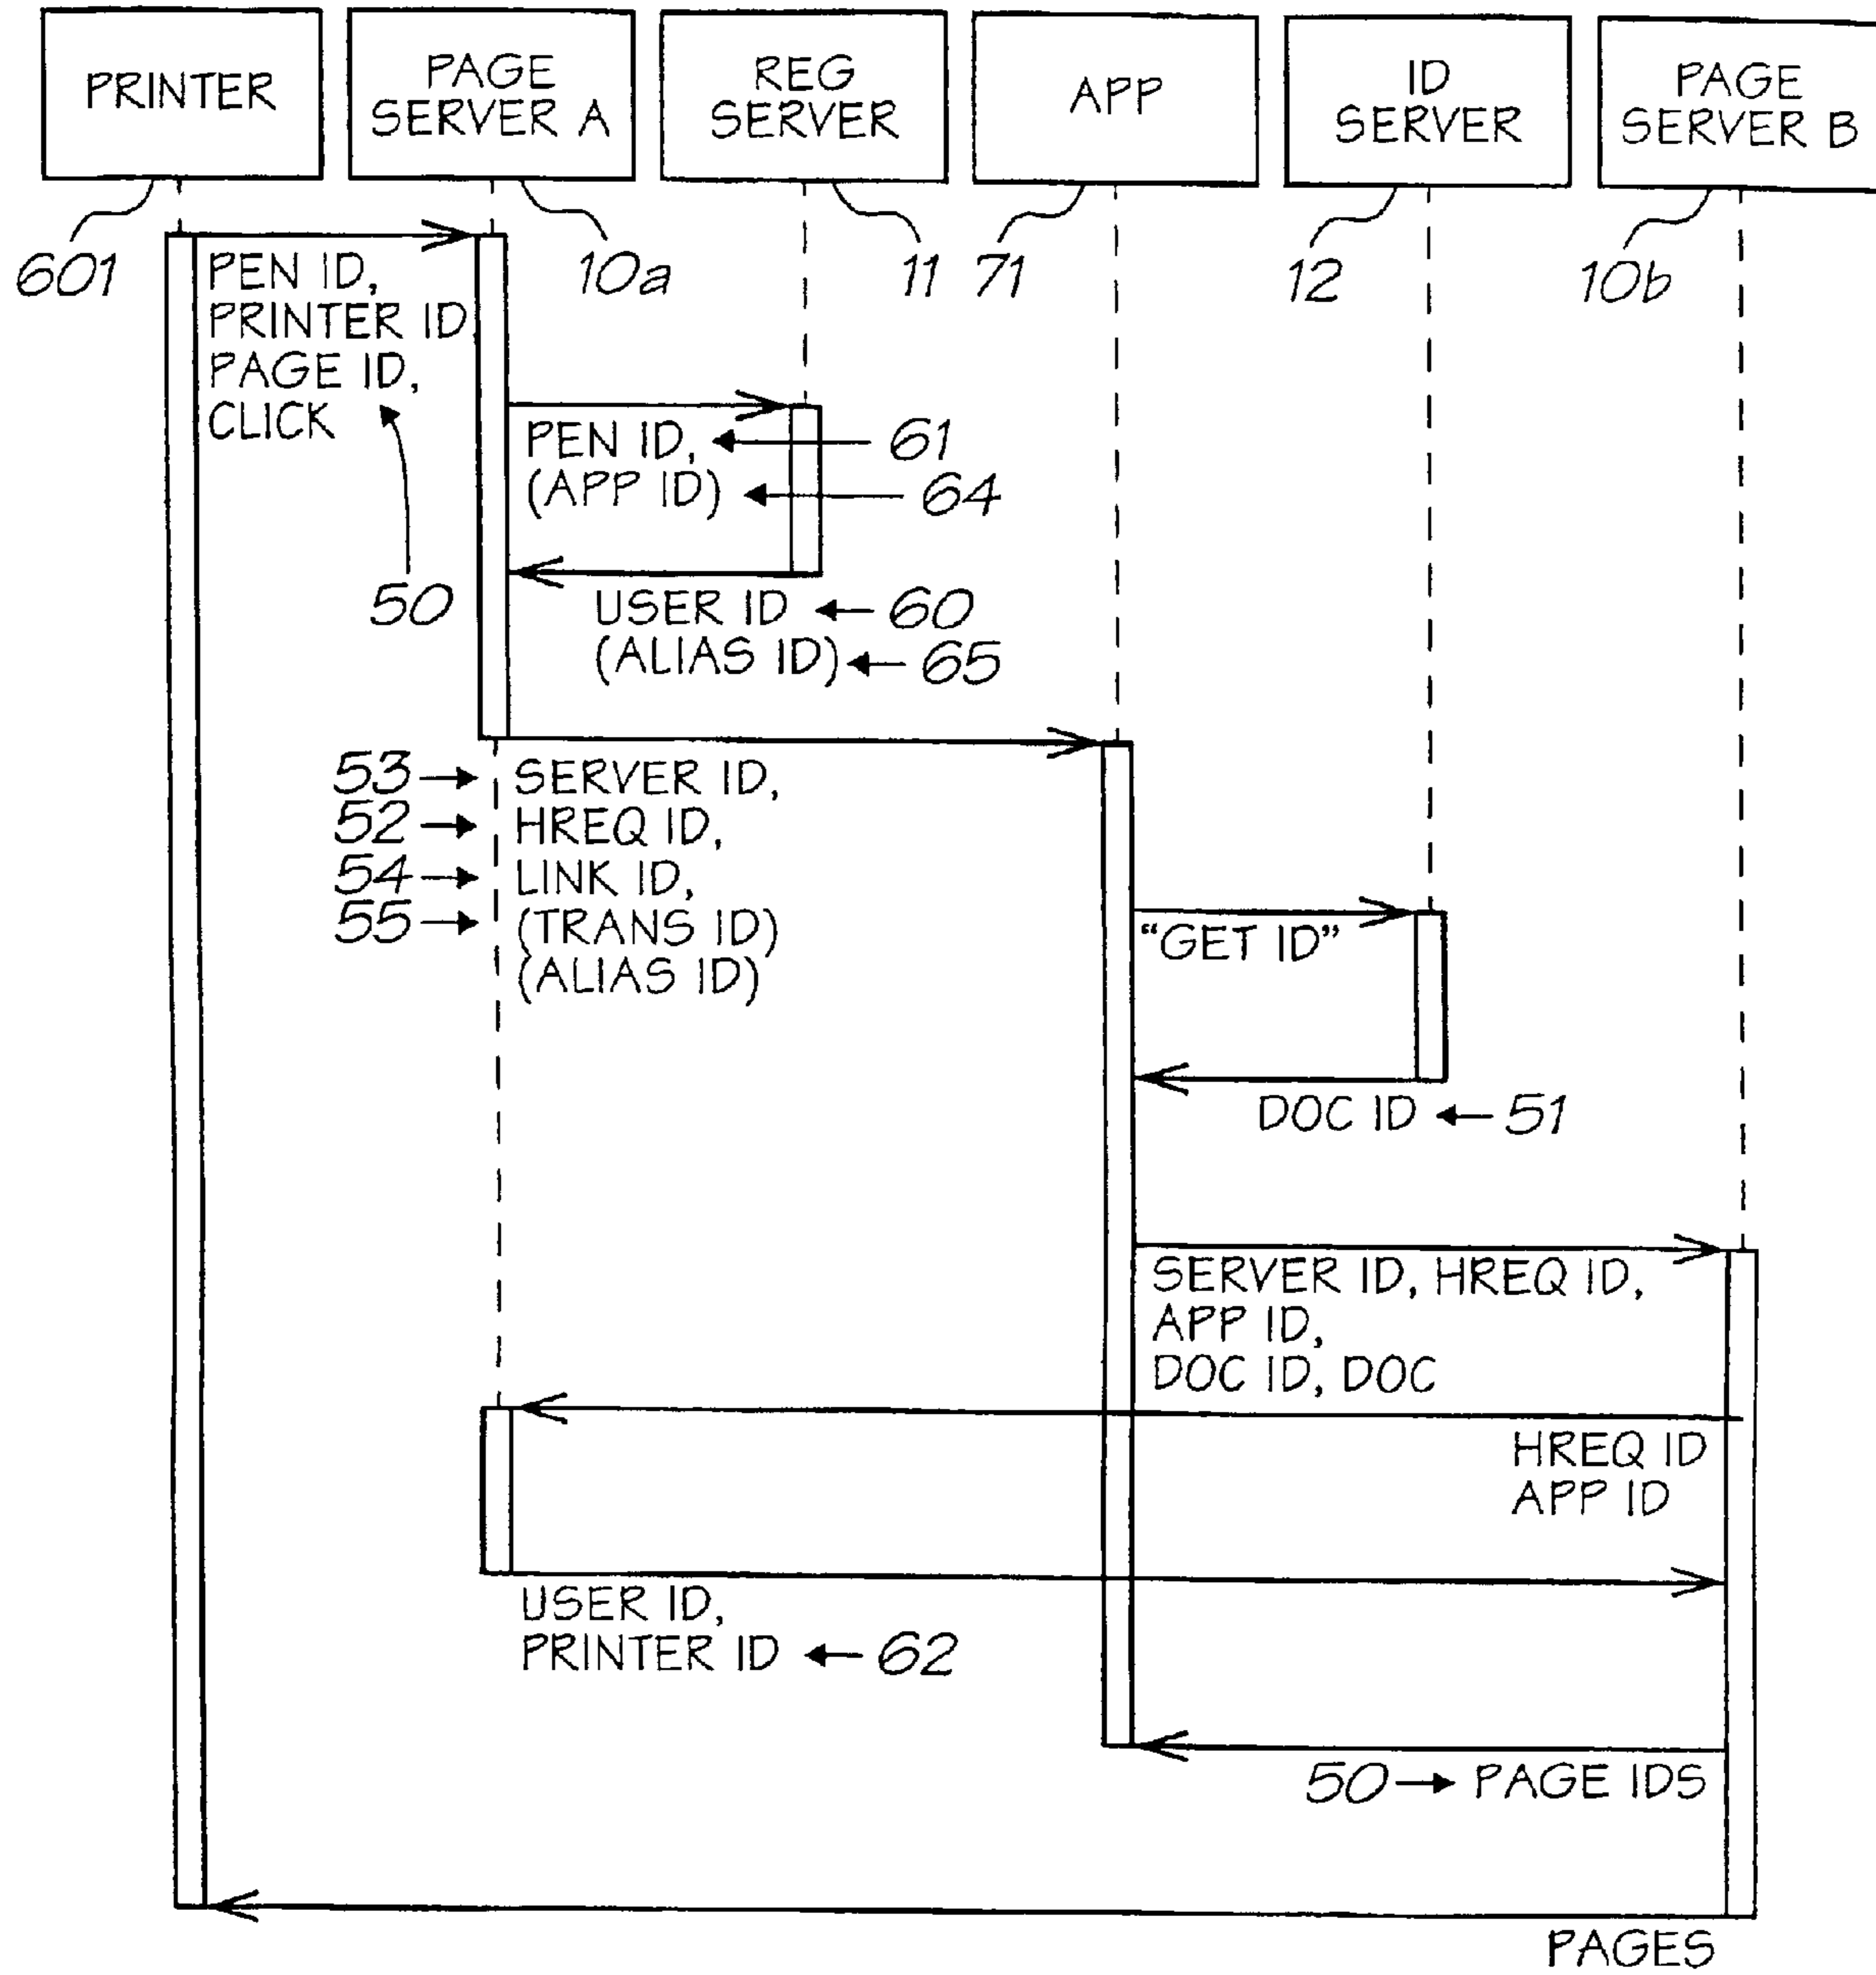 PRINTER
PAGE
SERVER A
REG
SERVER
APP
ID
SERVER
PAGE
SERVER B
601
10a
11
71
12
10b
PEN ID,
PRINTER ID
PAGE ID,
CLICK
50
PEN ID,
61
(APP ID)
64
USER ID
60
(ALIAS ID)
65
53
SERVER ID,
52
HREQ ID,
54
LINK ID,
55
(TRANS ID)
(ALIAS ID)
“GET ID”
DOC ID
51
SERVER ID, HREQ ID,
APP ID,
DOC ID, DOC
HREQ ID
APP ID
USER ID,
PRINTER ID
62
50
PAGE IDS
PAGES